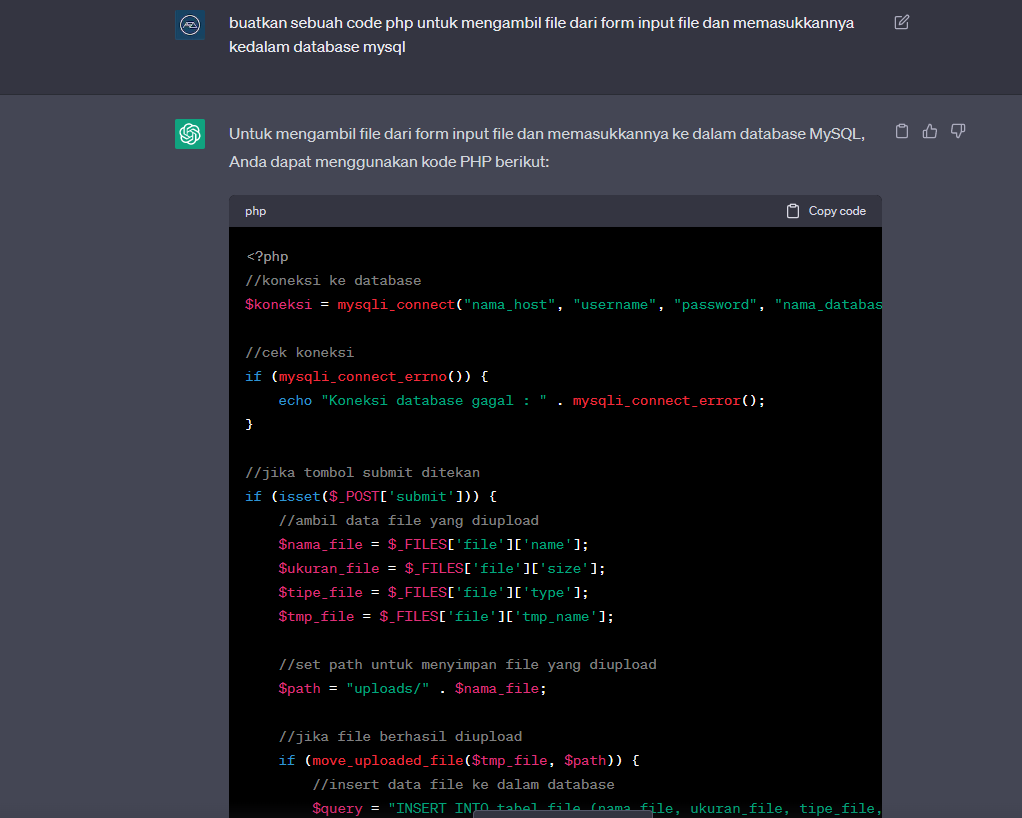 buatkan sebuah code php untuk mengambil file dari form input file dan memasukkannya
kedalam database mysql
Untuk mengambil file dari form input file dan memasukkannya ke dalam database MySQL,
Anda dapat menggunakan kode PHP berikut:
php
Copy code
<?php
//koneksi ke database
$koneksi = mysqli_connect("nama_host", "username", "password", "nama_databas
//cek koneksi
if (mysqli_connect_errno()) {
    echo "Koneksi database gagal : " . mysqli_connect_error();
}
//jika tombol submit ditekan
if (isset($_POST['submit'])) {
    //ambil data file yang diupload
    $nama_file = $_FILES['file']['name'];
    $ukuran_file = $_FILES['file']['size'];
    $tipe_file = $_FILES['file']['type'];
    $tmp_file = $_FILES['file']['tmp_name'];
    //set path untuk menyimpan file yang diupload
    $path = "uploads/" . $nama_file;
    //jika file berhasil diupload
    if (move_uploaded_file($tmp_file, $path)) {
        //insert data file ke dalam database
        $query = "INSERT INTO tabel_file (nama_file, ukuran_file, tipe_file,